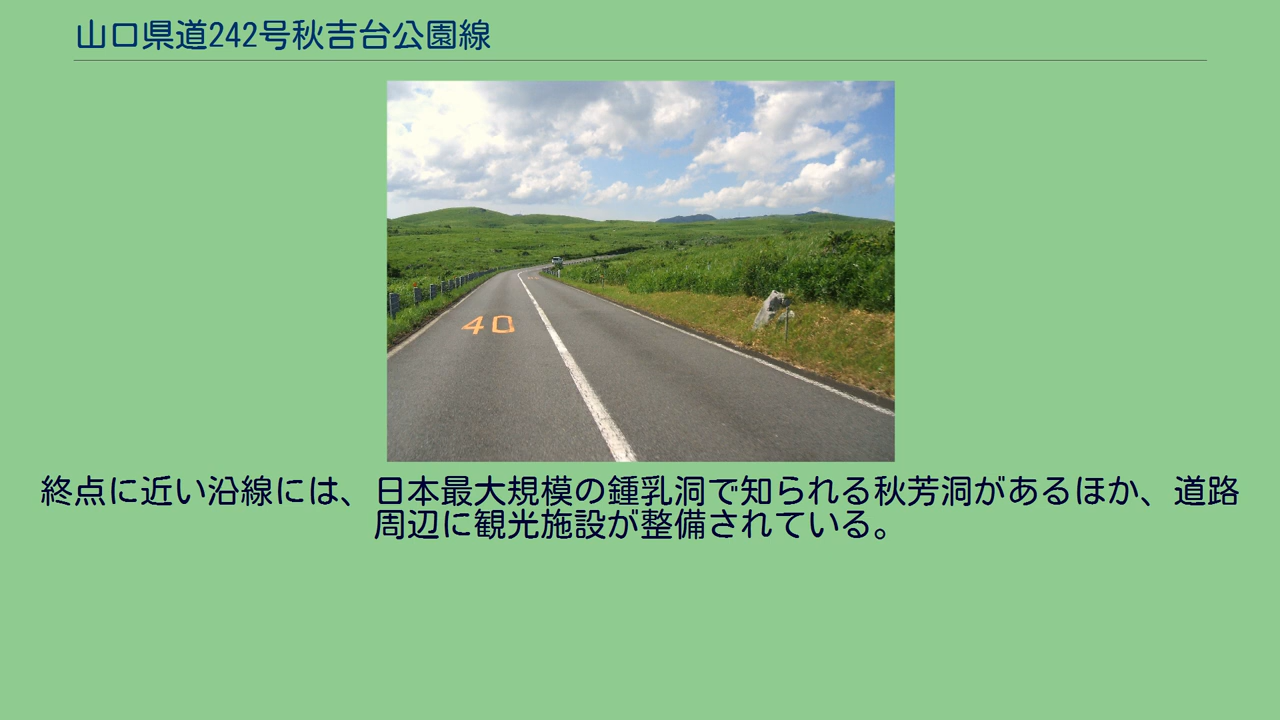 山口県道242号秋吉台公園線
40
終点に近い沿線には、日本最大規模の鍾乳洞で知られる秋芳洞があるほか、道路
周辺に観光施設が整備されている。